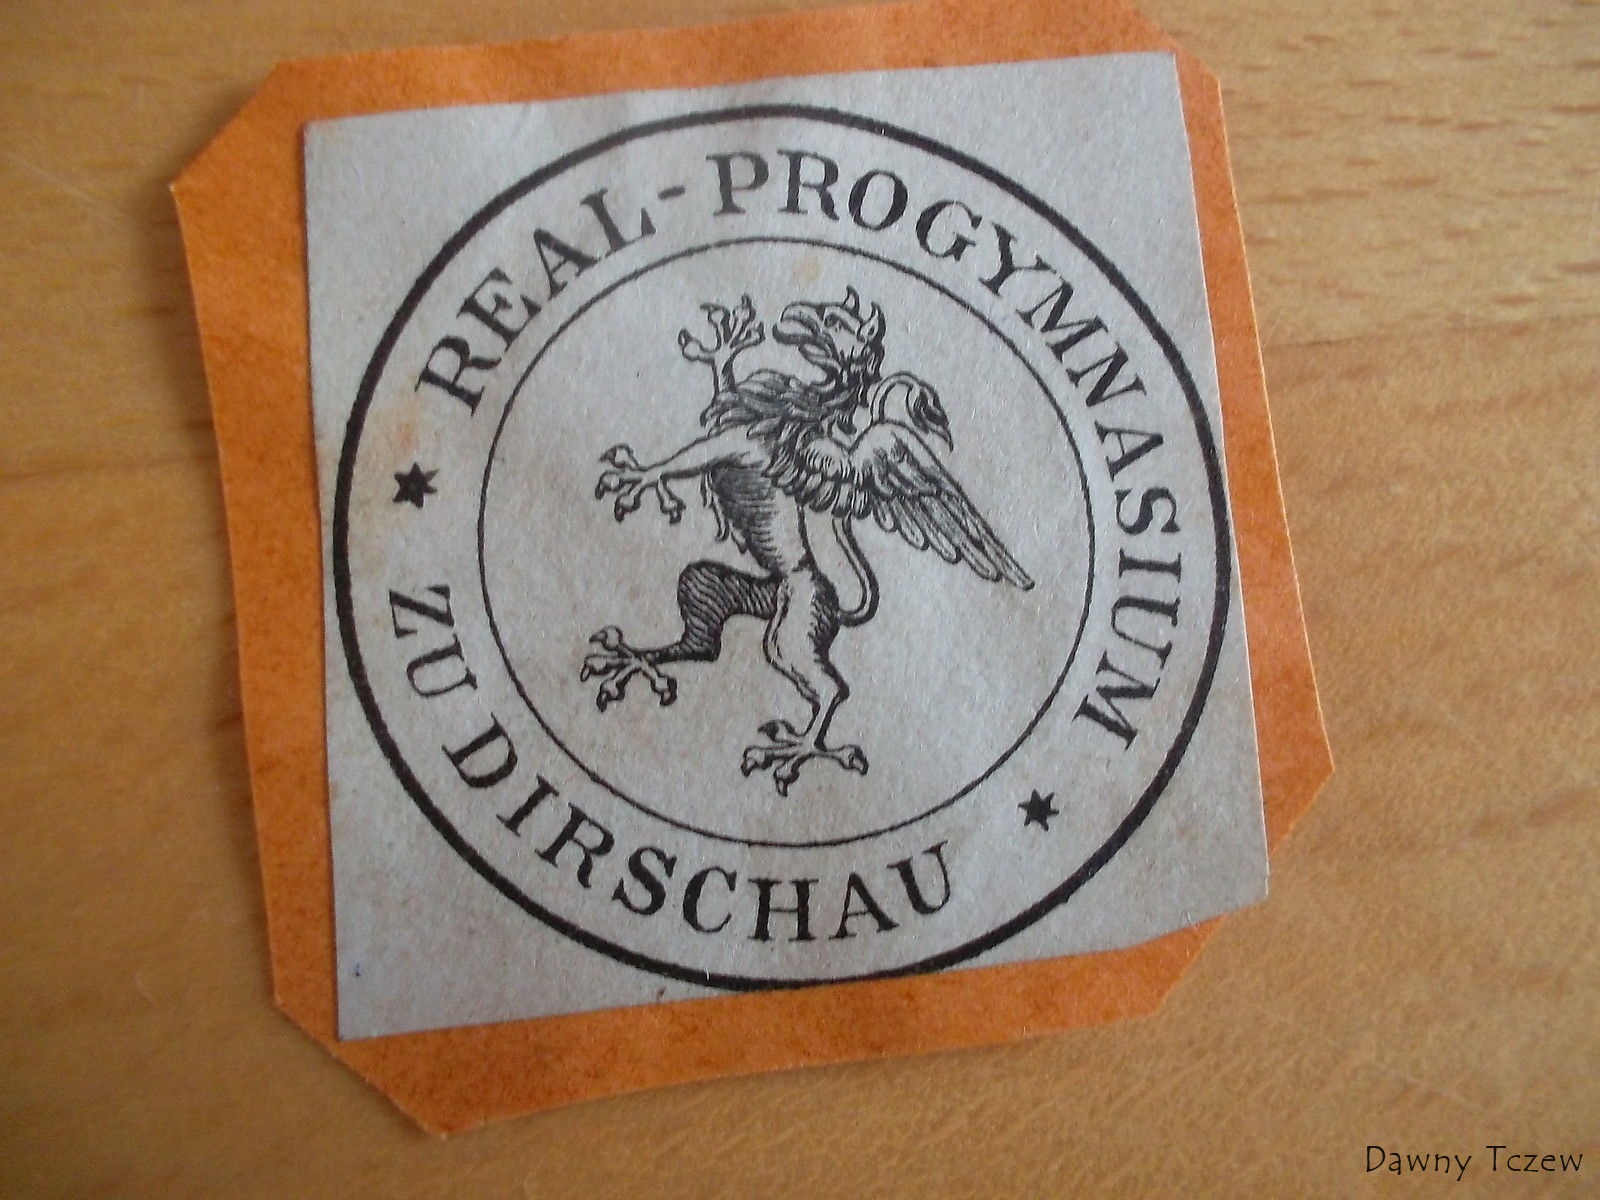 REAL-PROGYMNASIUM
ZU DIRSCHAU
Dawny Tczew